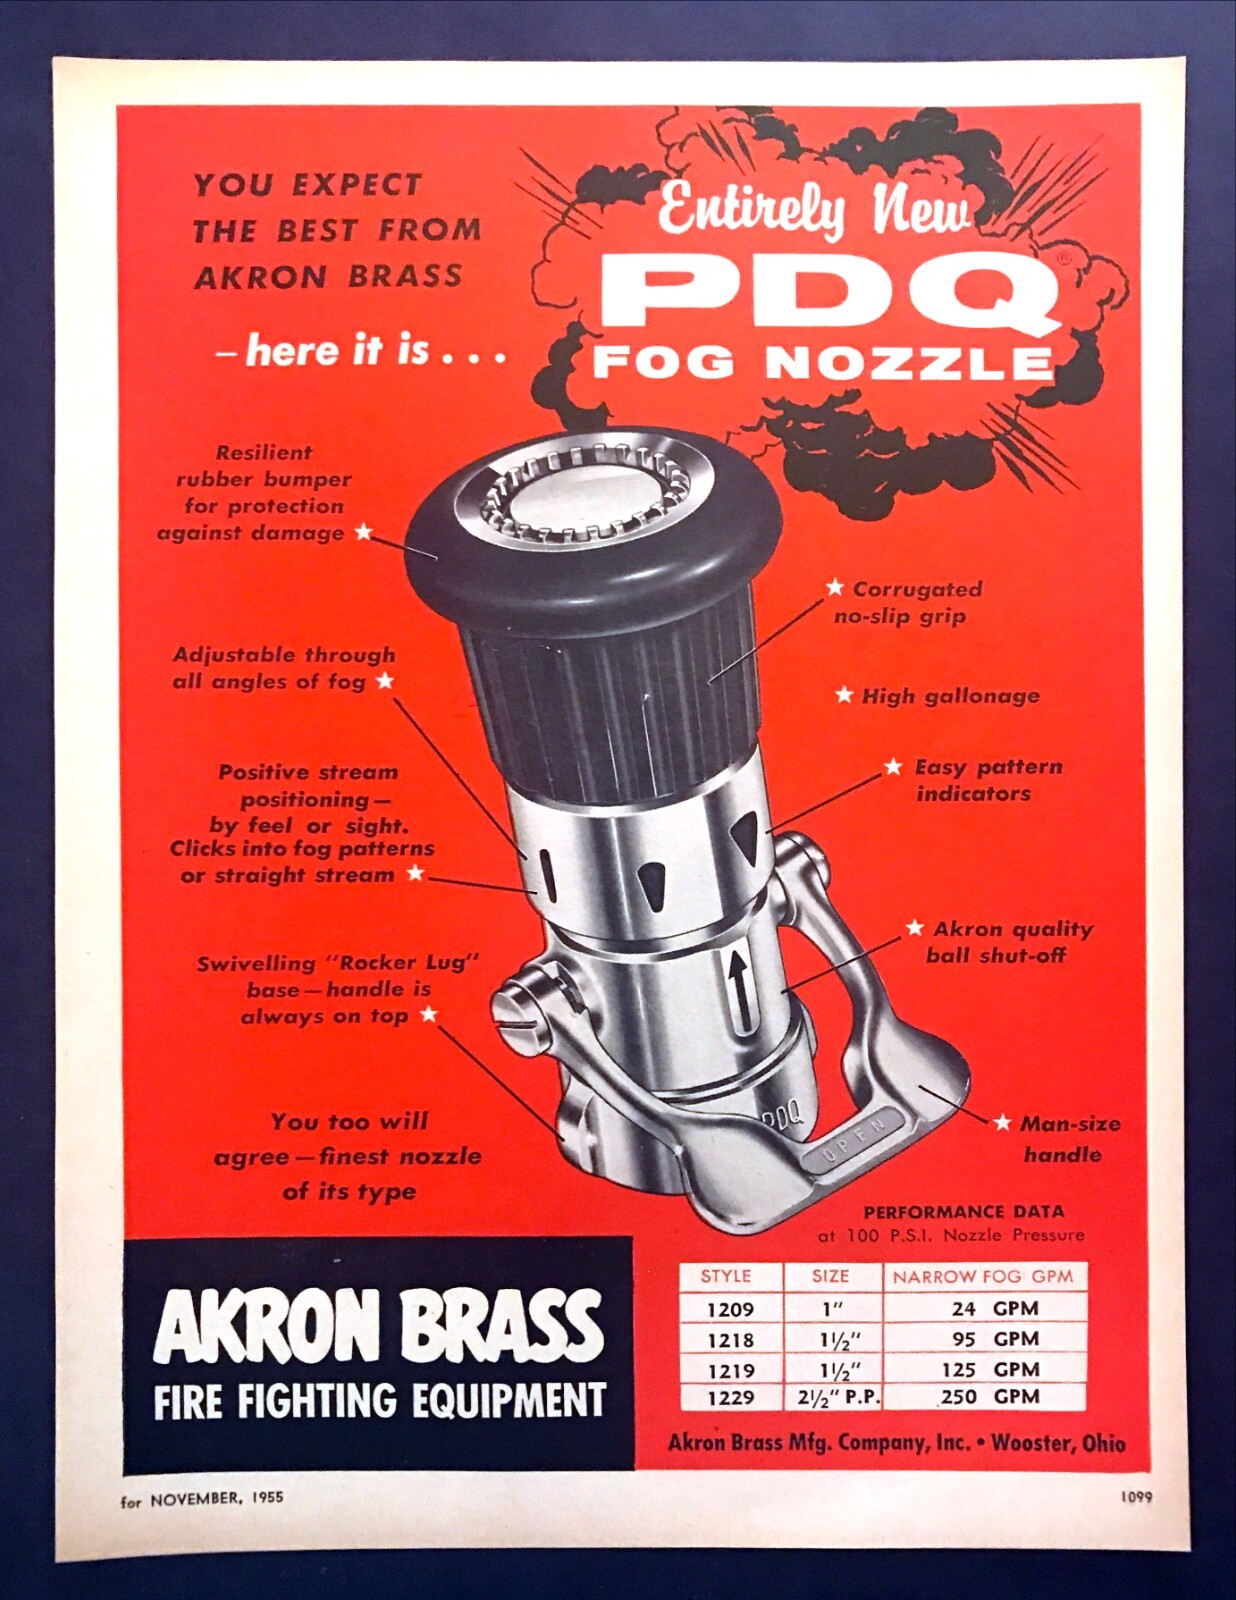 YOU EXPECT
THE BEST FROM
AKRON BRASS
– here it is . . .
Entirely New
PDQ®
FOG NOZZLE
Resilient
rubber bumper
for protection
against damage ★
Adjustable through
all angles of fog ★
Positive stream
positioning—
by feel or sight.
Clicks into fog patterns
or straight stream ★
Swivelling "Rocker Lug"
base—handle is
always on top ★
You too will
agree—finest nozzle
of its type
★ Corrugated
no-slip grip
★ High gallonage
★ Easy pattern
indicators
★ Akron quality
ball shut-off
★ Man-size
handle
PDQ
OPEN
PERFORMANCE DATA
at 100 P.S.I. Nozzle Pressure
STYLE SIZE NARROW FOG GPM
1209 1" 24 GPM
1218 1½" 95 GPM
1219 1½" 125 GPM
1229 2½" P.P. 250 GPM
AKRON BRASS
FIRE FIGHTING EQUIPMENT
Akron Brass Mfg. Company, Inc. • Wooster, Ohio
for NOVEMBER, 1955
1099